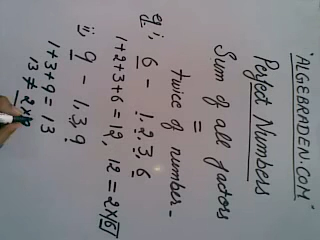 "ALGEBRADEN.COM"
Perfect Numbers
Sum of all factors
=
twice of number -
eg; i, 6 - 1,2,3,6
1+2+3+6 = 12, 12 = 2×6
ii, 9 - 1,3,9
1+3+9 = 13
13 ≠ 2×9